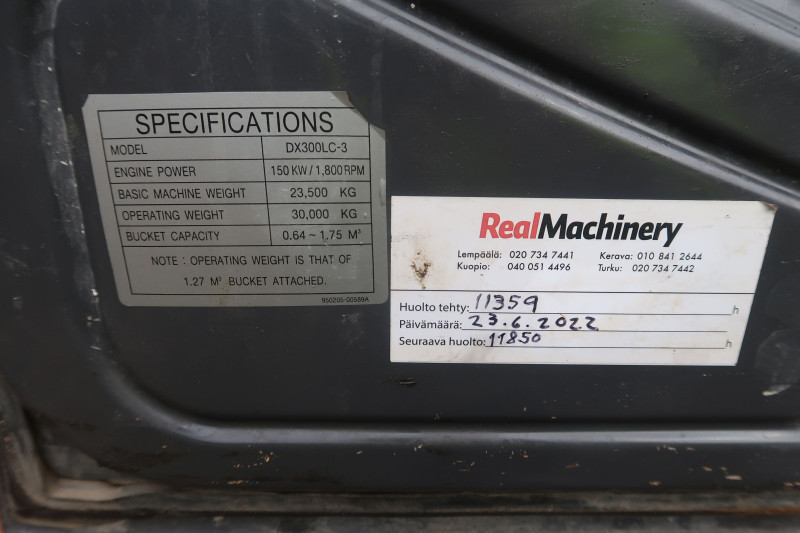 SPECIFICATIONS
MODEL DX300LC-3
ENGINE POWER 150 KW / 1,800 RPM
BASIC MACHINE WEIGHT 23,500 KG
OPERATING WEIGHT 30,000 KG
BUCKET CAPACITY 0.64 ~ 1.75 M³
NOTE : OPERATING WEIGHT IS THAT OF
1.27 M³ BUCKET ATTACHED.
950205-00589A
RealMachinery
Lempäälä: 020 734 7441 Kerava: 010 841 2644
Kuopio: 040 051 4496 Turku: 020 734 7442
Huolto tehty: 11359 h
Päivämäärä: 23.6.2022
Seuraava huolto: 11850 h